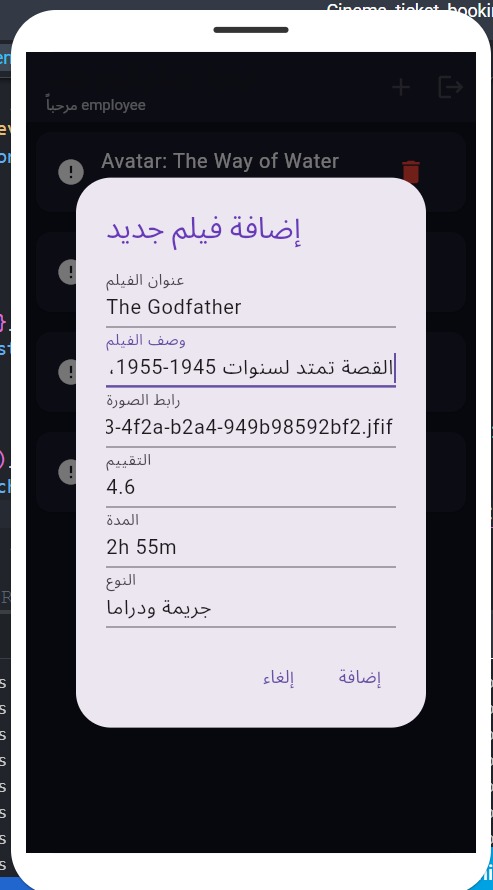 Cinema_ticket_bookin
مرحباً employee
Avatar: The Way of Water
إضافة فيلم جديد
عنوان الفيلم
The Godfather
وصف الفيلم
القصة تمتد لسنوات 1945-1955،
رابط الصورة
3-4f2a-b2a4-949b98592bf2.jfif
التقييم
4.6
المدة
2h 55m
النوع
جريمة ودراما
إلغاء
إضافة